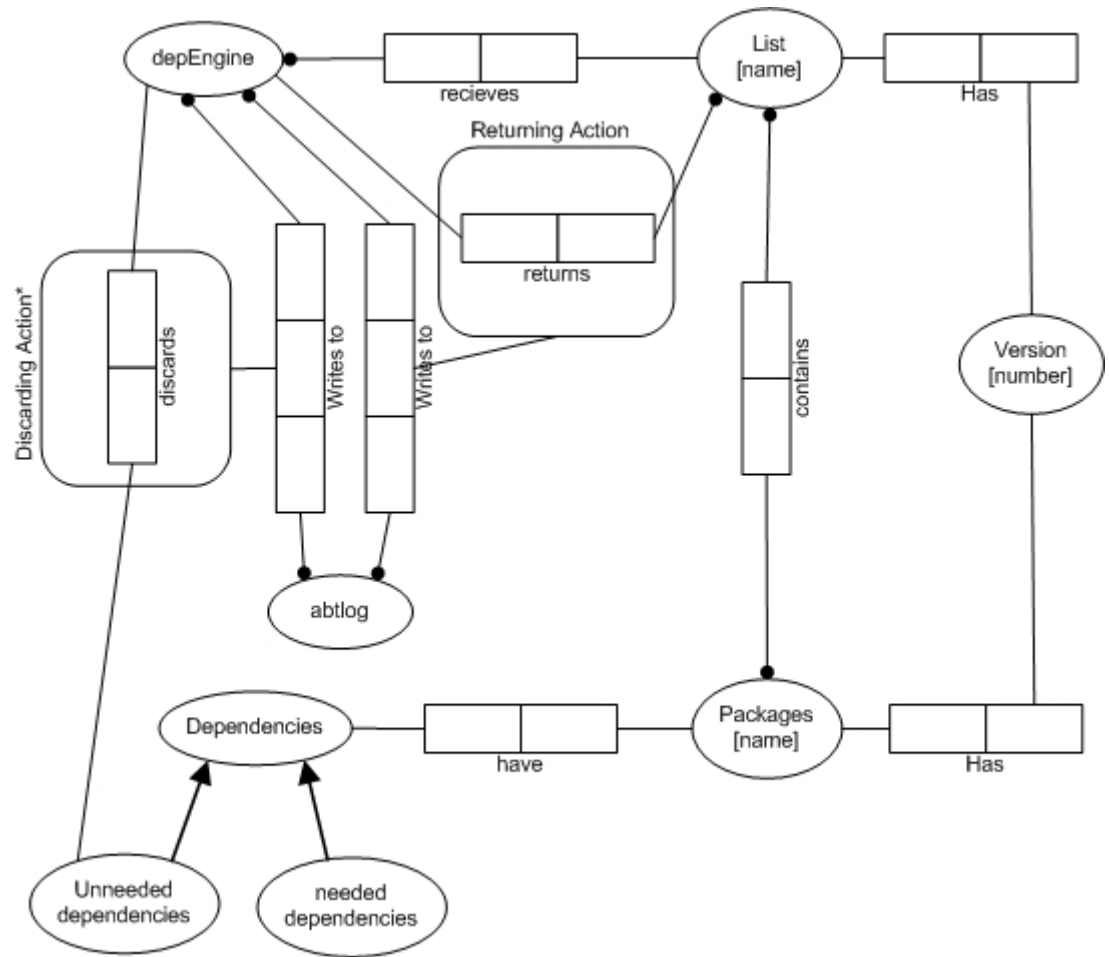 depEngine
List
[name]
recieves
Has
Returning Action
returns
Discarding Action*
discards
Writes to
Writes to
contains
Version
[number]
abtlog
Dependencies
have
Packages
[name]
Has
Unneeded
dependencies
needed
dependencies